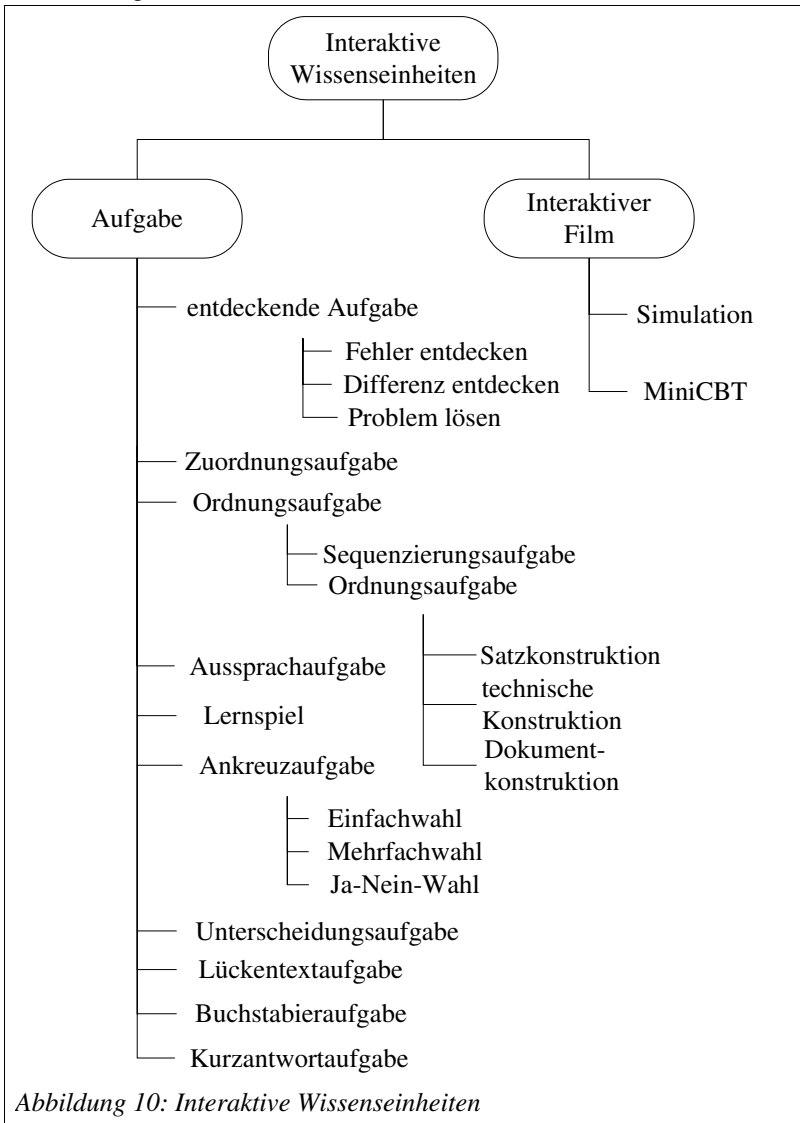 Interaktive
Wissenseinheiten
Aufgabe
Interaktiver
Film
entdeckende Aufgabe
Simulation
Fehler entdecken
Differenz entdecken
MiniCBT
Problem lösen
Zuordnungsaufgabe
Ordnungsaufgabe
Sequenzierungsaufgabe
Ordnungsaufgabe
Aussprachaufgabe
Satzkonstruktion
technische
Konstruktion
Lernspiel
Dokument-
konstruktion
Ankreuzaufgabe
Einfachwahl
Mehrfachwahl
Ja-Nein-Wahl
Unterscheidungsaufgabe
Lückentextaufgabe
Buchstabieraufgabe
Kurzantwortaufgabe
Abbildung 10: Interaktive Wissenseinheiten